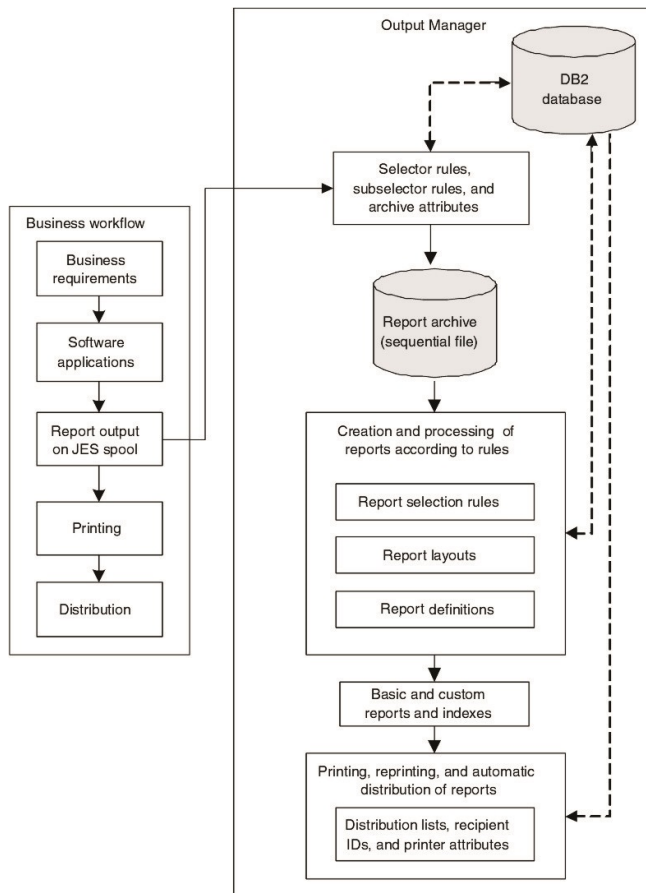 Output Manager
DB2
database
Selector rules,
subselector rules, and
archive attributes
Business workflow
Business
requirements
Software
applications
Report output
on JES spool
Printing
Distribution
Report archive
(sequential file)
Creation and processing of
reports according to rules
Report selection rules
Report layouts
Report definitions
Basic and custom
reports and indexes
Printing, reprinting, and automatic
distribution of reports
Distribution lists, recipient
IDs, and printer attributes